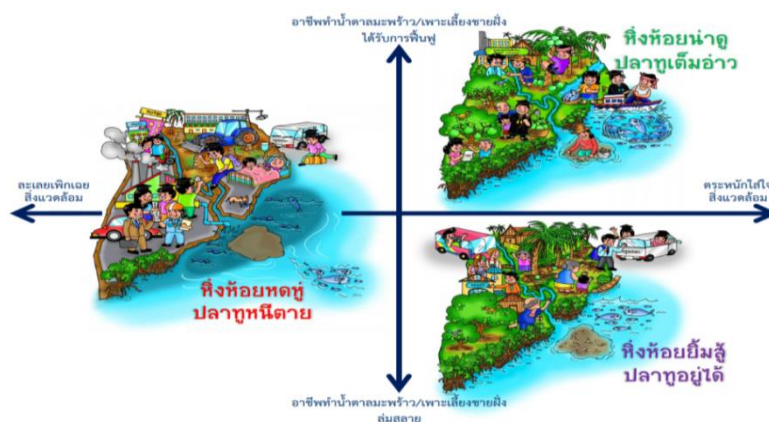 อาชีพทำน้ำตาลมะพร้าว/เพาะเลี้ยงชายฝั่ง
ได้รับการฟื้นฟู
หิ่งห้อยน่าดู
ปลาทูเต็มอ่าว
ละเลยเพิกเฉย
สิ่งแวดล้อม
ตระหนักใส่ใจ
สิ่งแวดล้อม
หิ่งห้อยหดหู่
ปลาทูหนีตาย
หิ่งห้อยยิ้มสู้
ปลาทูอยู่ได้
อาชีพทำน้ำตาลมะพร้าว/เพาะเลี้ยงชายฝั่ง
ล่มสลาย